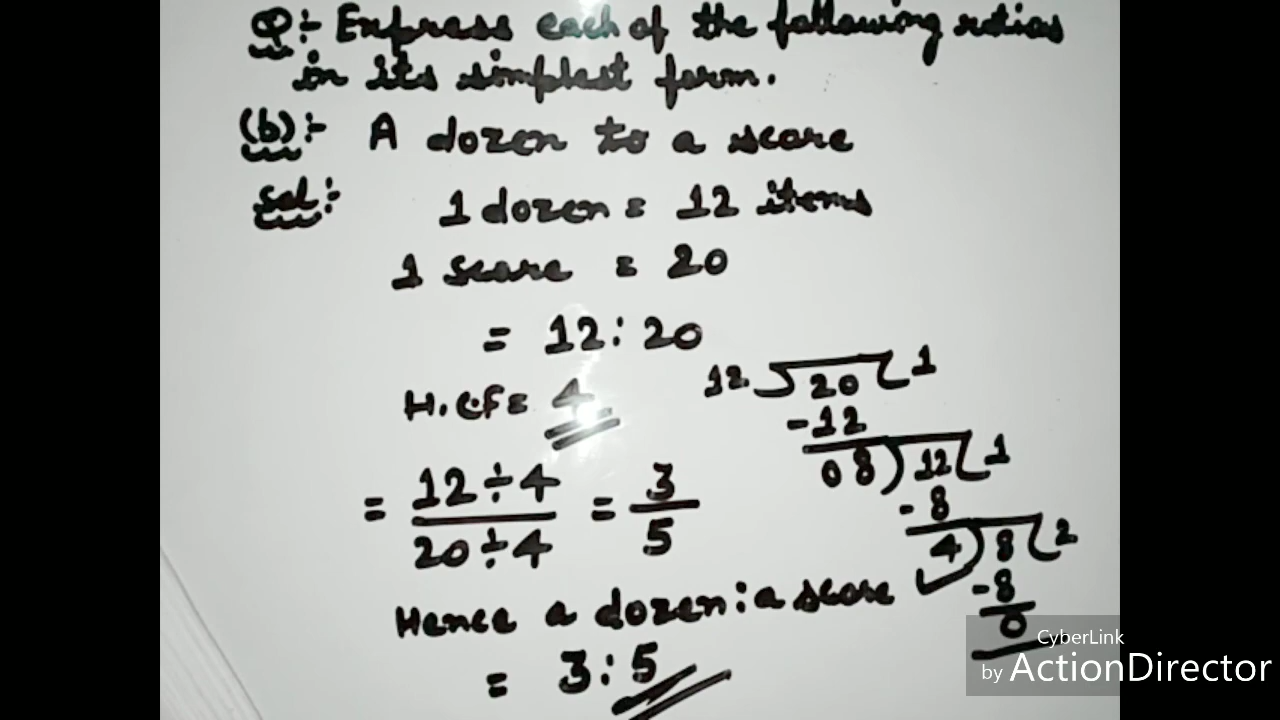 Q:- Express each of the following ratios
in its simplest form.
(b):- A dozen to a score
Sol:- 1 dozen = 12 items
1 score = 20
= 12:20
H.C.F = 4
12 20 1
-12
08 12 1
-8
4 8 2
-8
0
= 12÷4 / 20÷4 = 3/5
Hence a dozen : a score
= 3:5
CyberLink
by ActionDirector